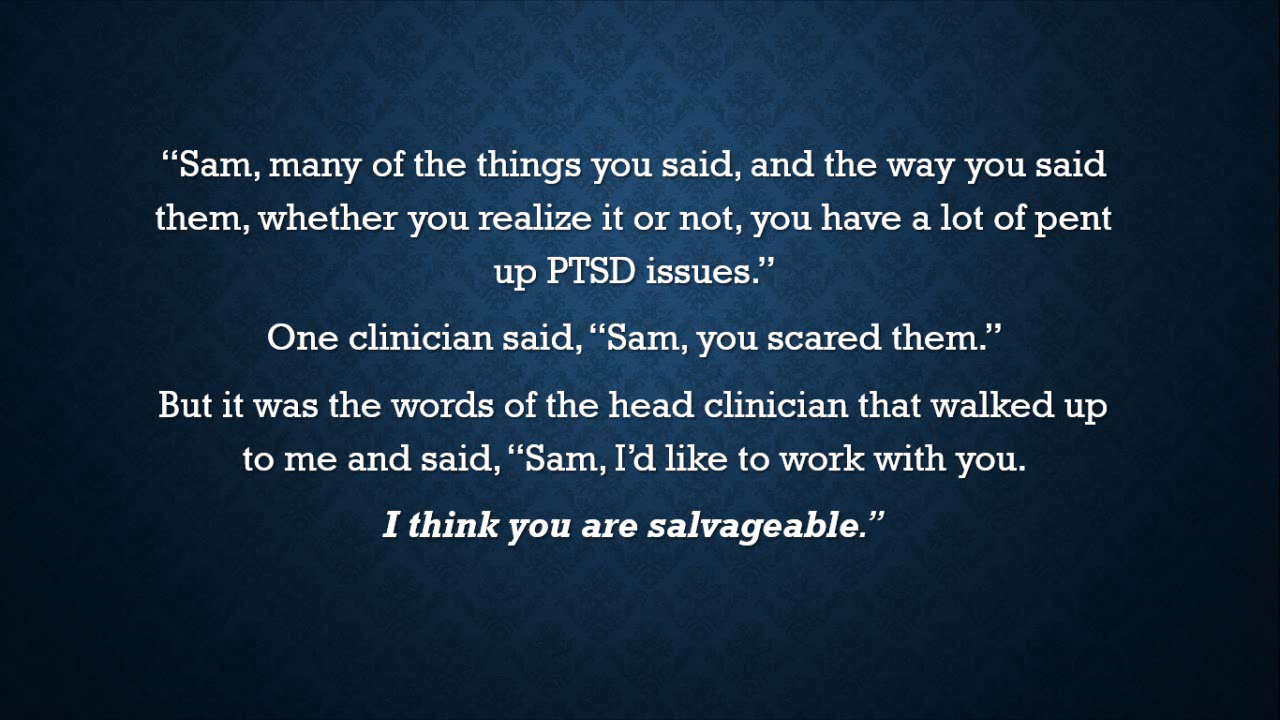 “Sam, many of the things you said, and the way you said
them, whether you realize it or not, you have a lot of pent
up PTSD issues.”
One clinician said, “Sam, you scared them.”
But it was the words of the head clinician that walked up
to me and said, “Sam, I’d like to work with you.
I think you are salvageable.”